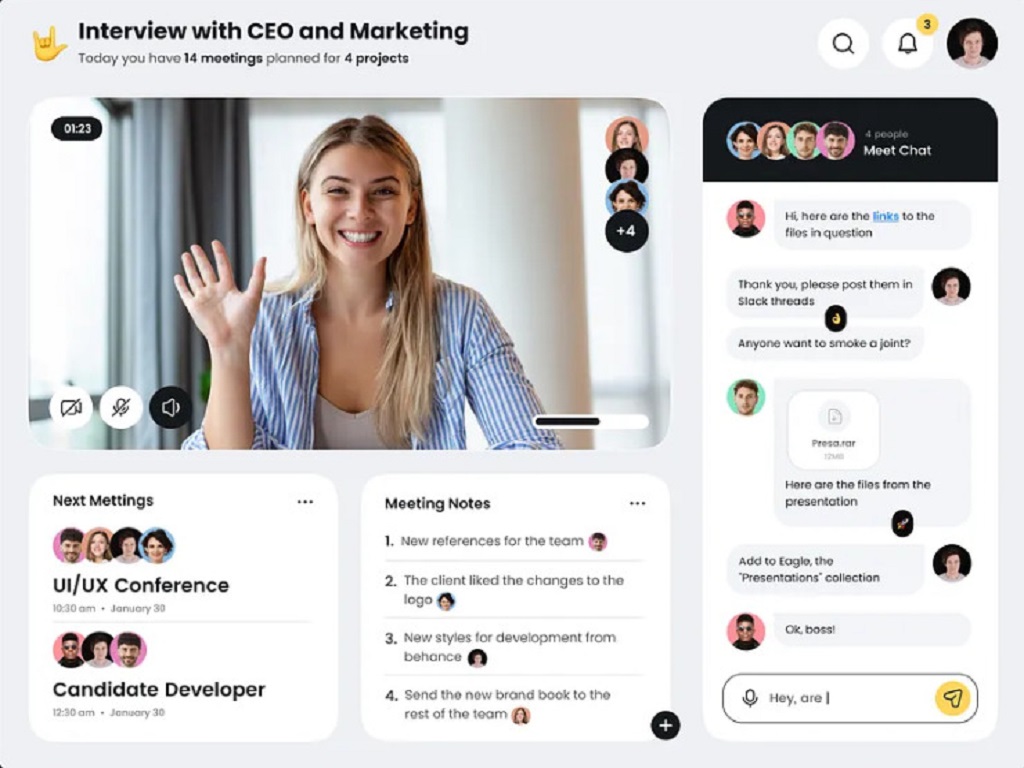 Interview with CEO and Marketing
Today you have 14 meetings planned for 4 projects
3
01:23
+4
4 people
Meet Chat
Hi, here are the links to the
files in question
Thank you, please post them in
Slack threads
Anyone want to smoke a joint?
Presa.rar
12MB
Here are the files from the
presentation
Add to Eagle, the
"Presentations" collection
Ok, boss!
Hey, are |
Next Mettings
UI/UX Conference
10:30 am • January 30
Candidate Developer
12:30 am • January 30
Meeting Notes
1. New references for the team
2. The client liked the changes to the
logo
3. New styles for development from
behance
4. Send the new brand book to the
rest of the team